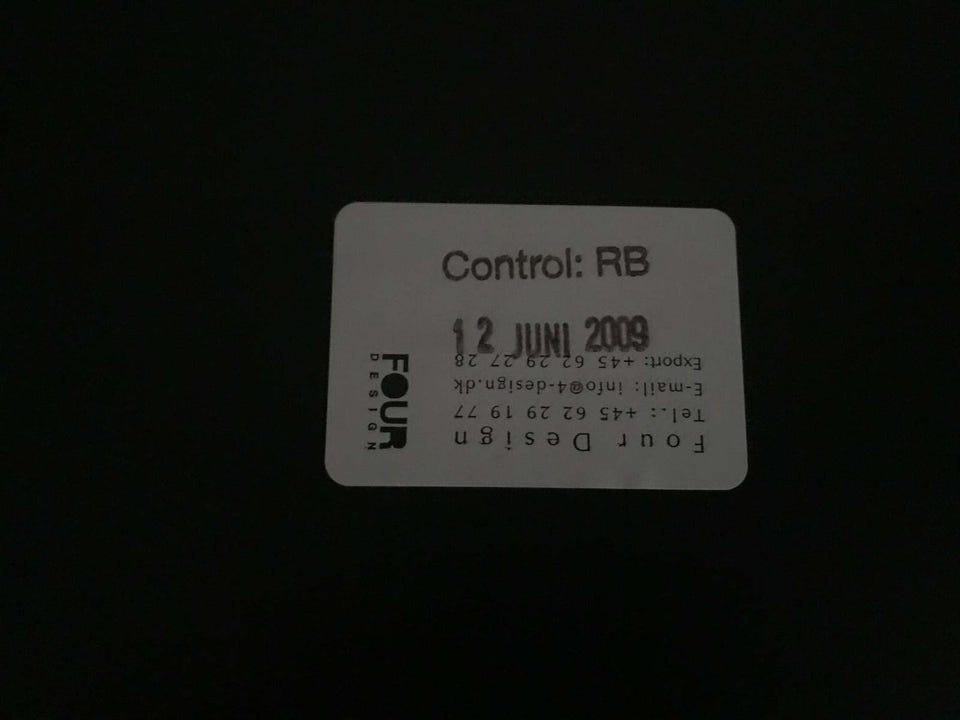 Control: RB
12 JUNI 2009
Four Design
Tel.: +45 62 29 19 77
E-mail: info@4-design.dk
Export: +45 62 29 27 28
FOUR
DESIGN